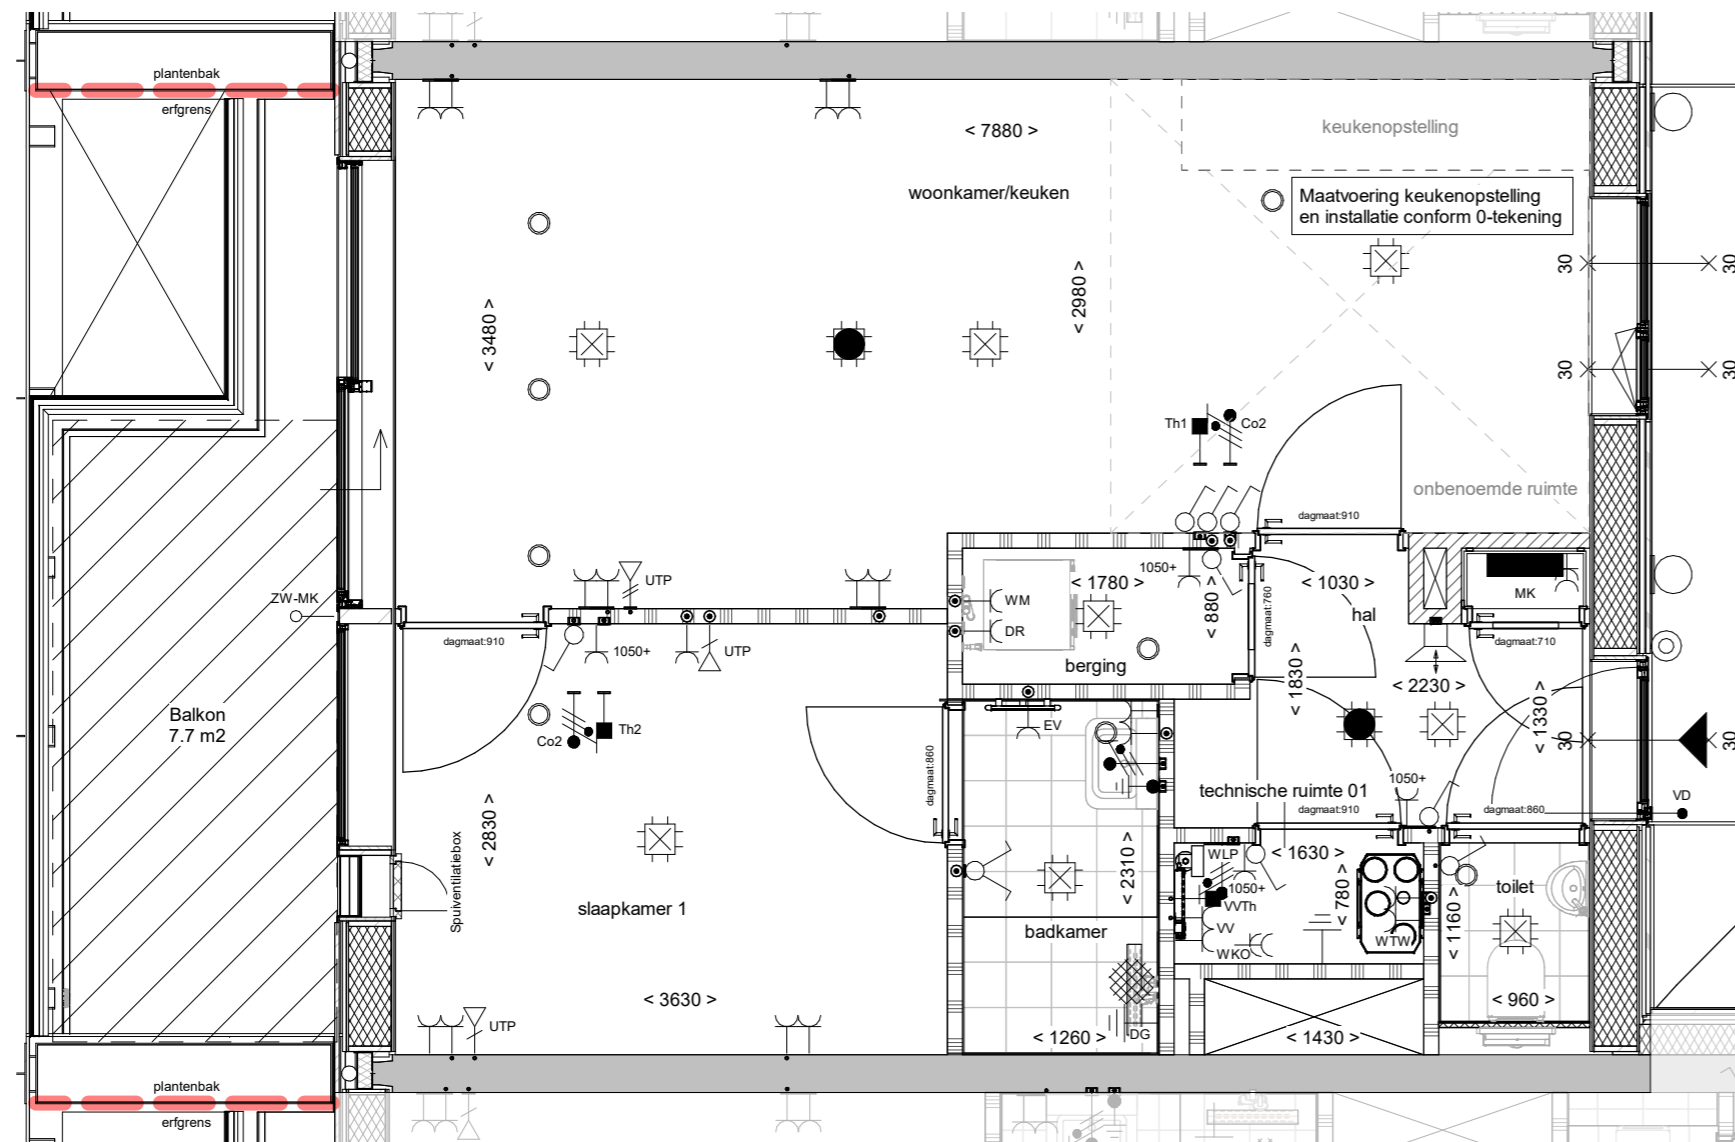 plantenbak
erfgrens
< 7880 >
keukenopstelling
woonkamer/keuken
Maatvoering keukenopstelling
en installatie conform 0-tekening
30
30
< 3480 >
< 2980 >
30
30
Th1
Co2
onbenoemde ruimte
dagmaat:910
UTP
1050+
< 1780 >
< 880 >
dagmaat:760
< 1030 >
MK
ZW-MK
WM
DR
hal
dagmaat:910
1050+
UTP
berging
dagmaat:710
< 1830 >
< 2230 >
< 1330 >
Balkon
7.7 m2
Co2
Th2
EV
30
30
dagmaat:860
technische ruimte 01
1050+
dagmaat:910
dagmaat:860
VD
< 2830 >
Spuiventilatiebox
< 2310 >
WLP
< 1630 >
1050+
VVTh
< 780 >
toilet
< 1160 >
slaapkamer 1
badkamer
VV
WKO
WTW
< 3630 >
< 960 >
UTP
< 1260 >
DG
< 1430 >
plantenbak
erfgrens